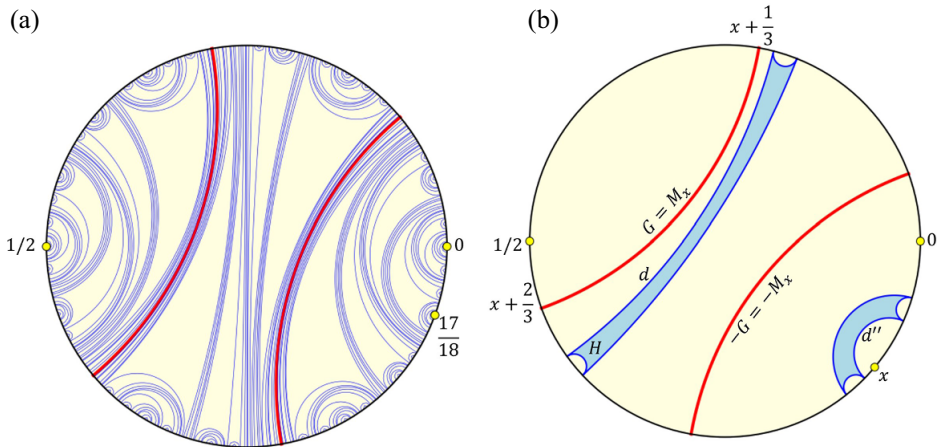 (a)
1/2
0
17/18
(b)
x + 1/3
1/2
0
G = M_x
d
x + 2/3
-G = -M_x
H
d''
x